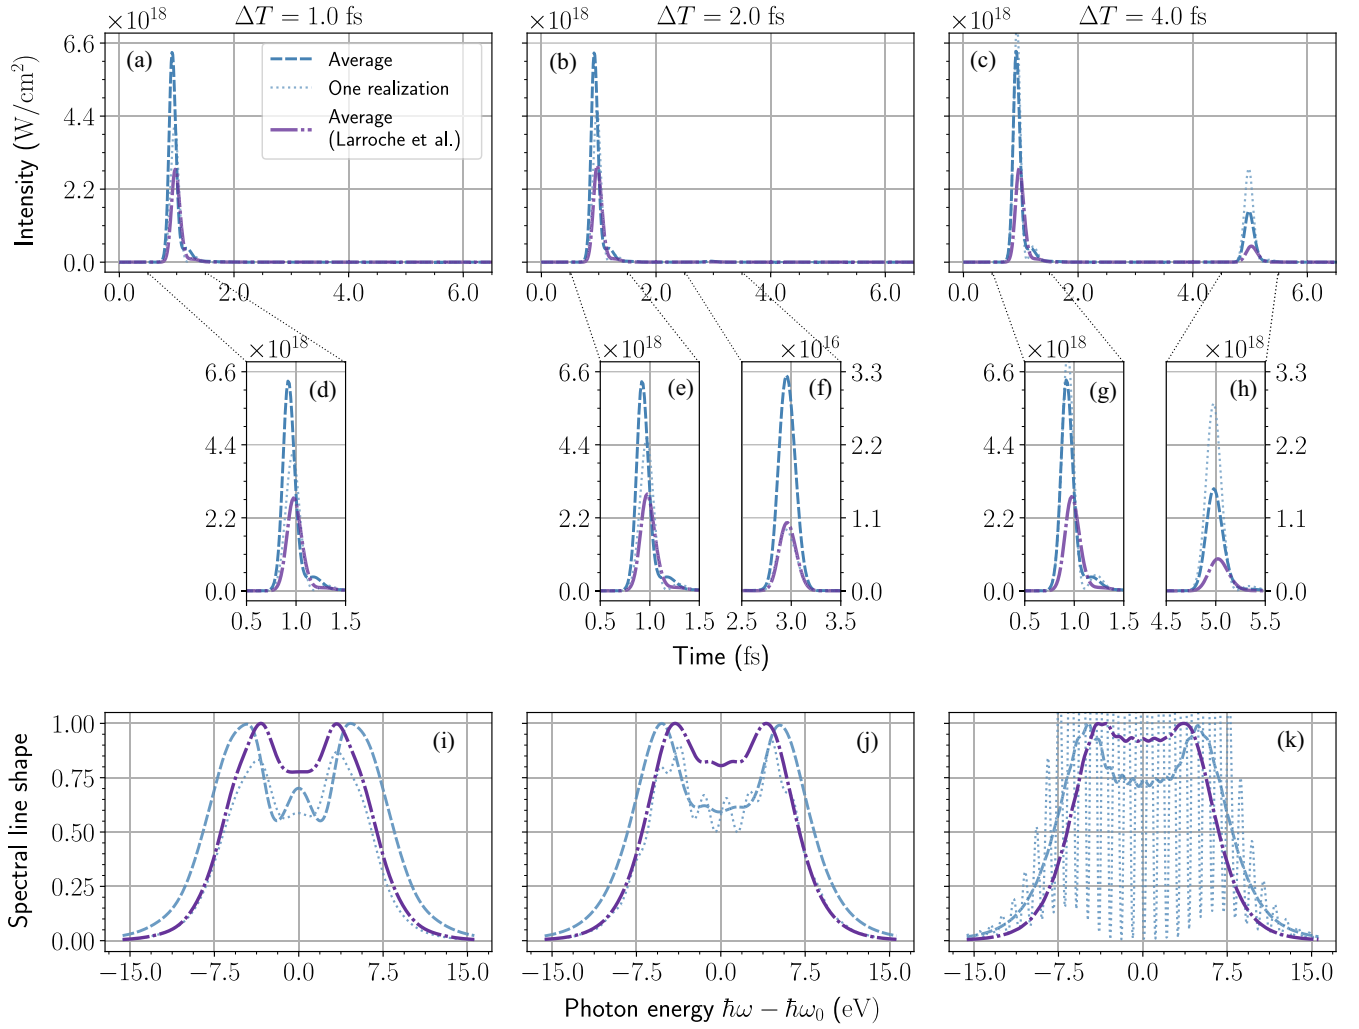 ΔT = 1.0 fs
ΔT = 2.0 fs
ΔT = 4.0 fs
×10^18
×10^18
×10^18
Intensity (W/cm²)
6.6
4.4
2.2
0.0
(a)
Average
One realization
Average
(Larroche et al.)
(b)
(c)
0.0 2.0 4.0 6.0
0.0 2.0 4.0 6.0
0.0 2.0 4.0 6.0
×10^18
×10^18
×10^16
×10^18
×10^18
6.6
4.4
2.2
0.0
(d)
0.5 1.0 1.5
6.6
4.4
2.2
0.0
(e)
0.5 1.0 1.5
(f)
3.3
2.2
1.1
0.0
2.5 3.0 3.5
6.6
4.4
2.2
0.0
(g)
0.5 1.0 1.5
(h)
3.3
2.2
1.1
0.0
4.5 5.0 5.5
Time (fs)
Spectral line shape
1.00
0.75
0.50
0.25
0.00
(i)
(j)
(k)
−15.0 −7.5 0.0 7.5 15.0
−15.0 −7.5 0.0 7.5 15.0
−15.0 −7.5 0.0 7.5 15.0
Photon energy ħω − ħω₀ (eV)